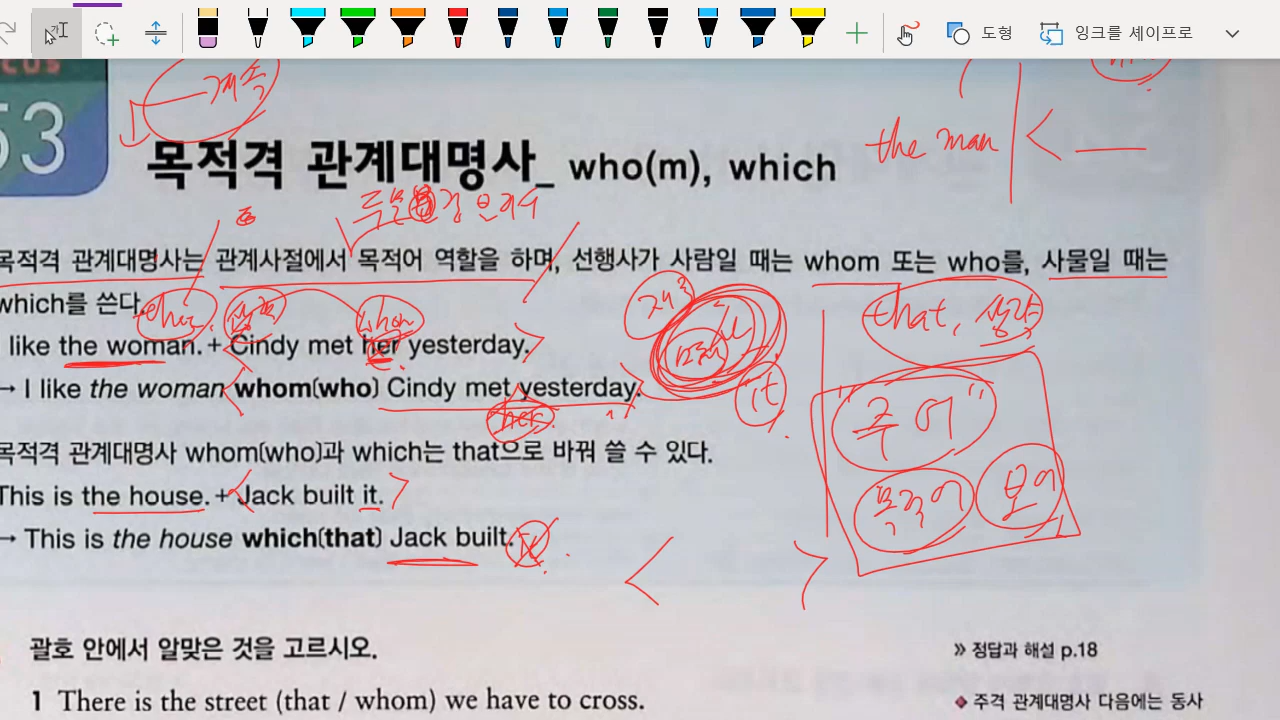 도형 잉크를 셰이프로
53
계속
the man
목적격 관계대명사_ who(m), which
목적격 관계대명사는 관계사절에서 목적어 역할을 하며, 선행사가 사람일 때는 whom 또는 who를, 사물일 때는
which를 쓴다.
that, 생략
like the woman. + Cindy met her yesterday.
→ I like the woman whom(who) Cindy met yesterday.
it
"주어"
목적어 보어
목적격 관계대명사 whom(who)과 which는 that으로 바꿔 쓸 수 있다.
This is the house. + Jack built it.
→ This is the house which(that) Jack built. it
괄호 안에서 알맞은 것을 고르시오.
» 정답과 해설 p.18
1 There is the street (that / whom) we have to cross.
◆ 주격 관계대명사 다음에는 동사